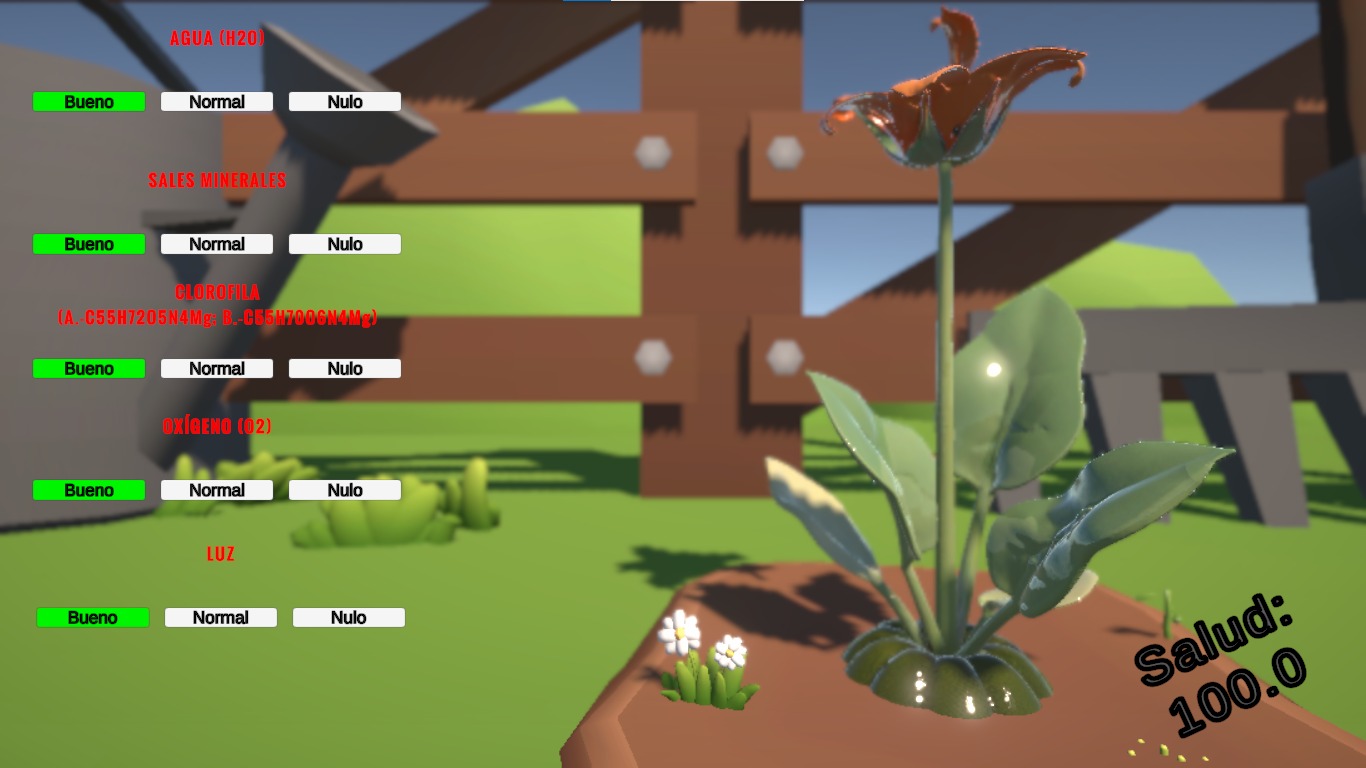 AGUA (H2O)
Bueno Normal Nulo
SALES MINERALES
Bueno Normal Nulo
CLOROFILA
(A.-C55H72O5N4Mg; B.-C55H70O6N4Mg)
Bueno Normal Nulo
OXÍGENO (O2)
Bueno Normal Nulo
LUZ
Bueno Normal Nulo
Salud:
100.0